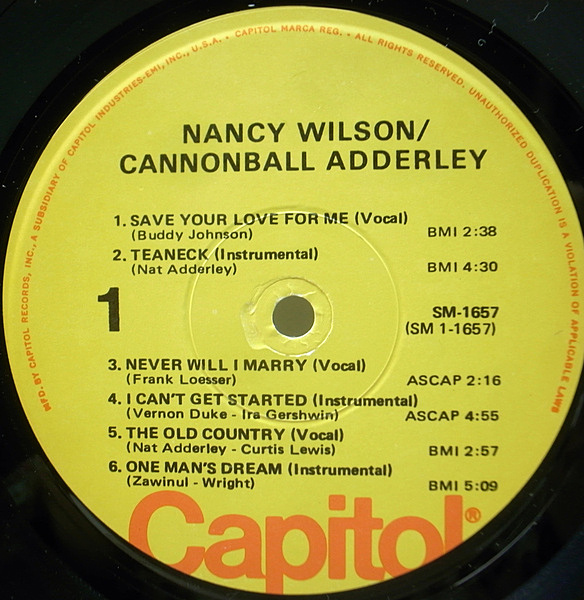 MFD. BY CAPITOL RECORDS, INC., A SUBSIDIARY OF CAPITOL INDUSTRIES-EMI, INC., U.S.A. • CAPITOL MARCA REG. • ALL RIGHTS RESERVED. UNAUTHORIZED DUPLICATION IS A VIOLATION OF APPLICABLE LAWS
NANCY WILSON/
CANNONBALL ADDERLEY
1. SAVE YOUR LOVE FOR ME (Vocal)
(Buddy Johnson) BMI 2:38
2. TEANECK (Instrumental)
(Nat Adderley) BMI 4:30
1
SM-1657
(SM 1-1657)
3. NEVER WILL I MARRY (Vocal)
(Frank Loesser) ASCAP 2:16
4. I CAN'T GET STARTED (Instrumental)
(Vernon Duke - Ira Gershwin) ASCAP 4:55
5. THE OLD COUNTRY (Vocal)
(Nat Adderley - Curtis Lewis) BMI 2:57
6. ONE MAN'S DREAM (Instrumental)
(Zawinul - Wright) BMI 5:09
Capitol®